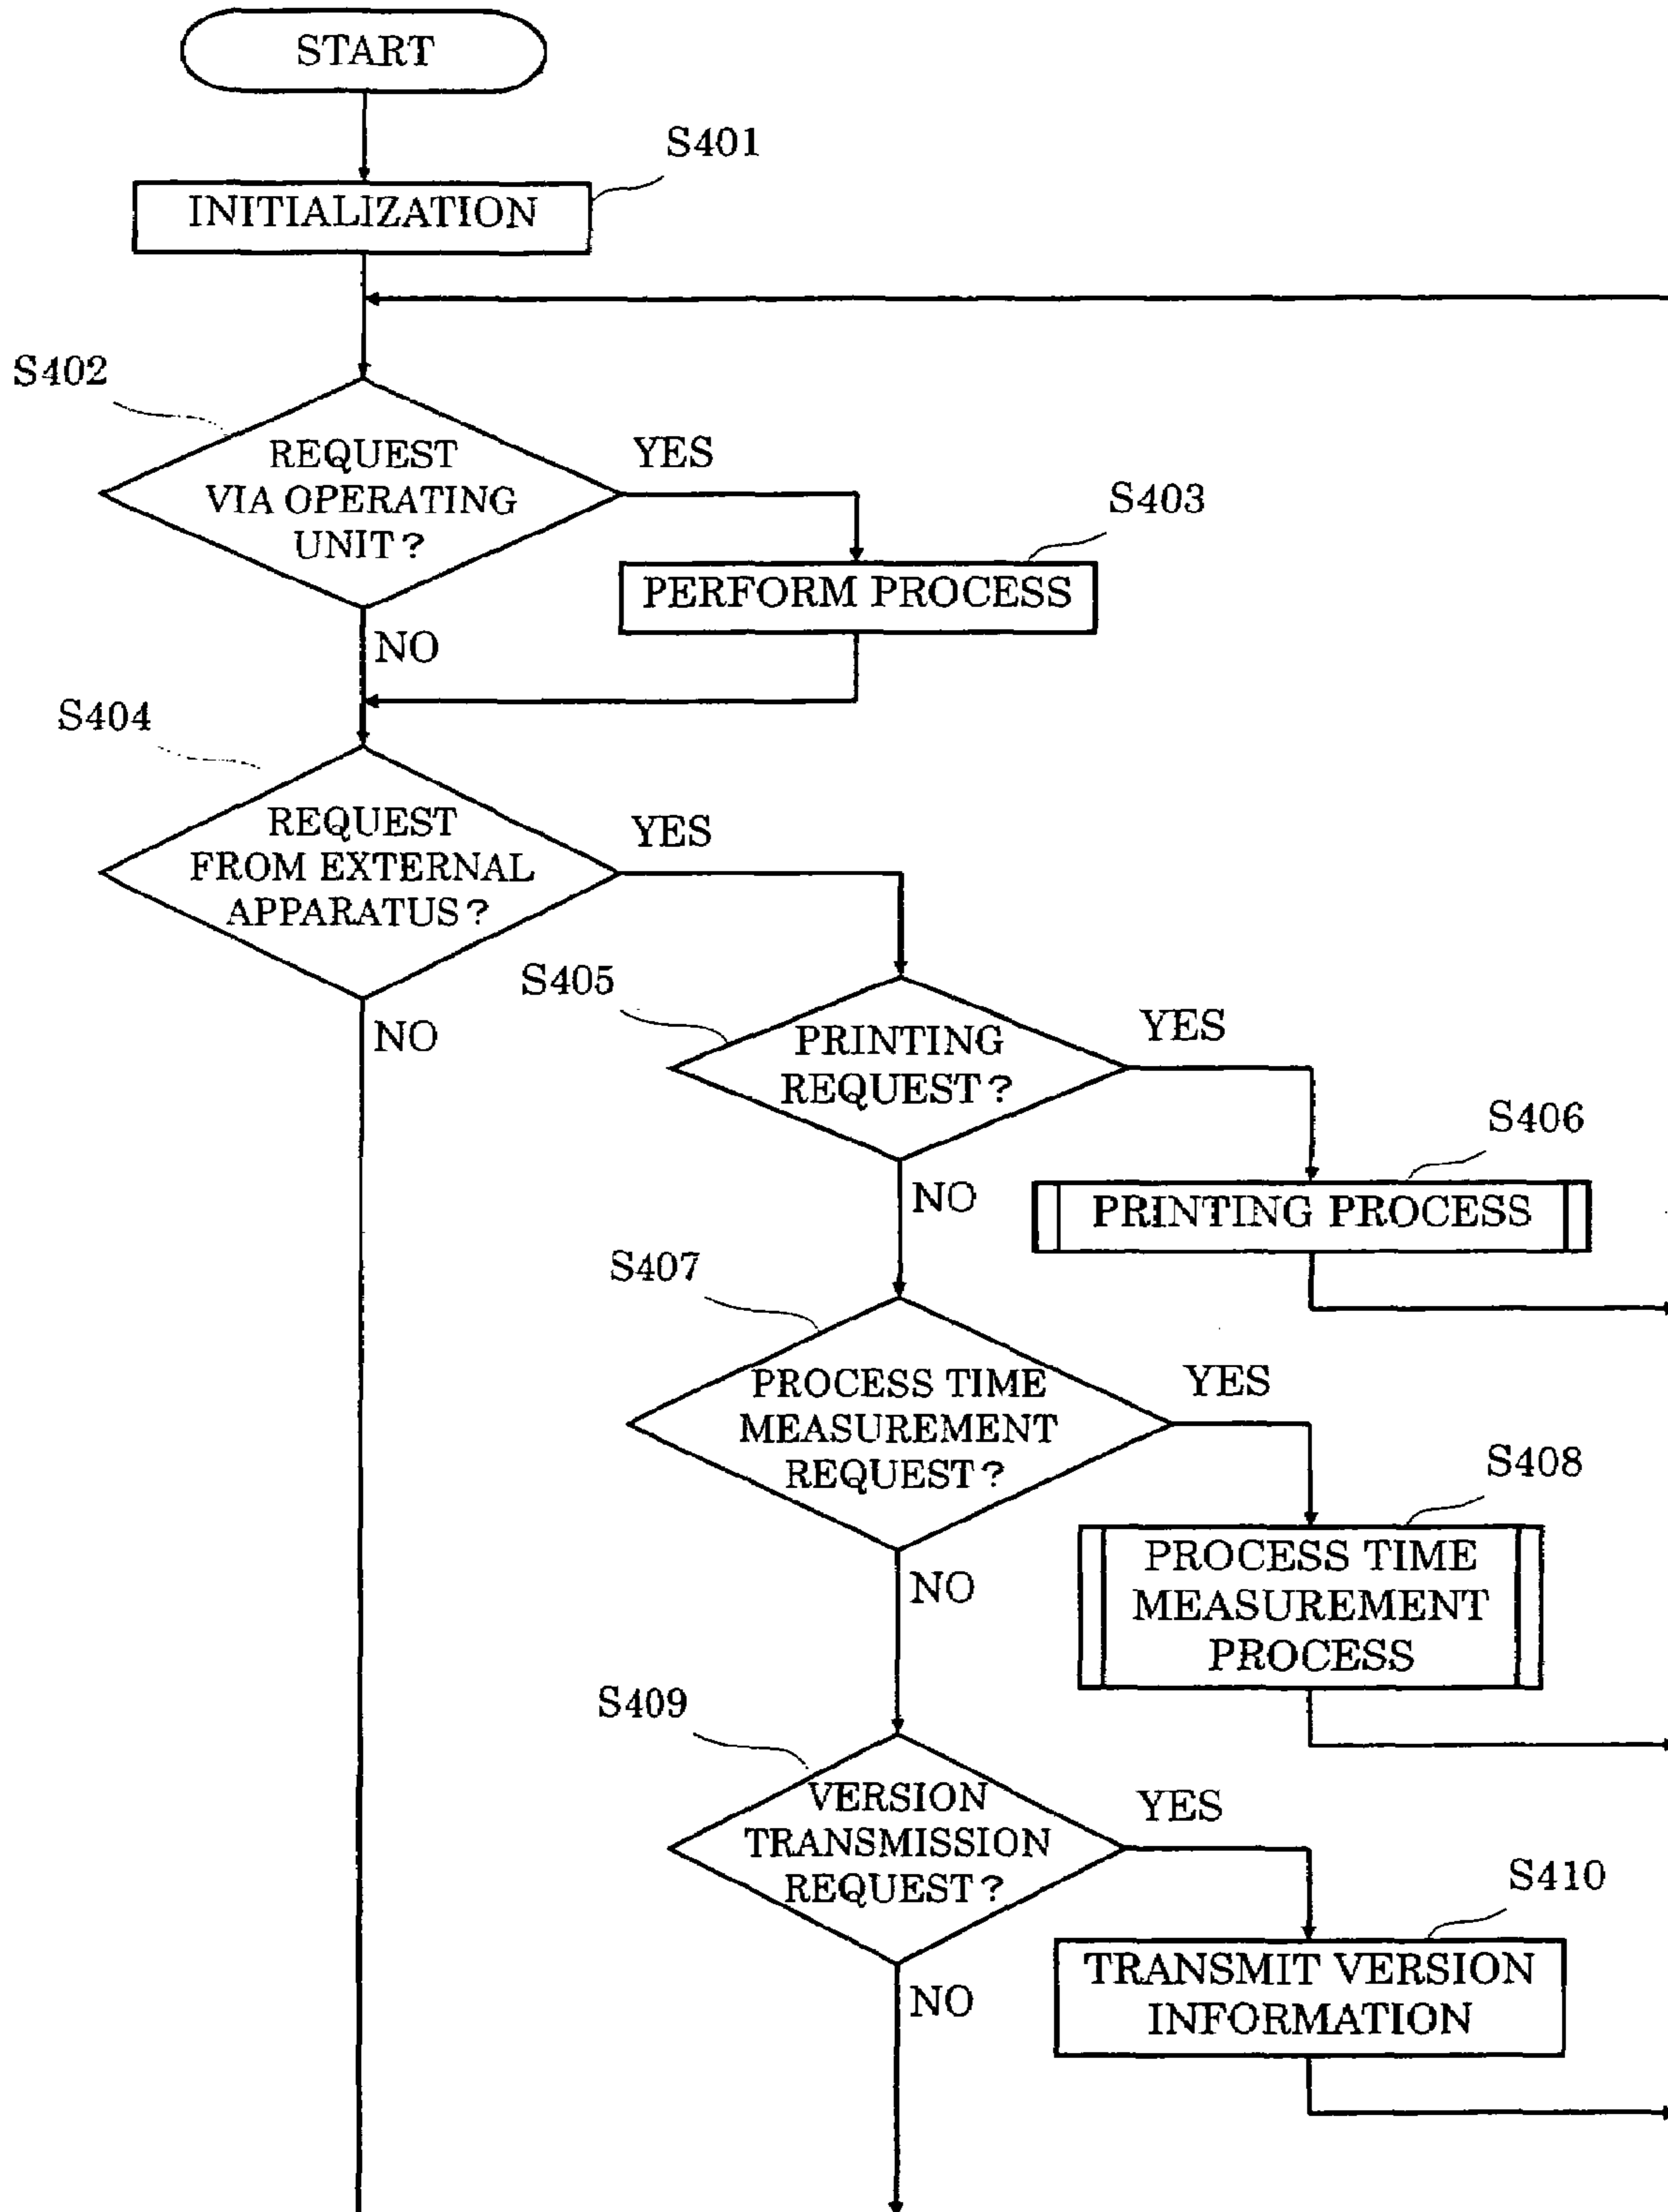 START
S401
INITIALIZATION
S402
REQUEST
VIA OPERATING
UNIT?
YES
S403
PERFORM PROCESS
NO
S404
REQUEST
FROM EXTERNAL
APPARATUS?
YES
NO
S405
PRINTING
REQUEST?
YES
S406
PRINTING PROCESS
NO
S407
PROCESS TIME
MEASUREMENT
REQUEST?
YES
S408
PROCESS TIME
MEASUREMENT
PROCESS
NO
S409
VERSION
TRANSMISSION
REQUEST?
YES
S410
TRANSMIT VERSION
INFORMATION
NO